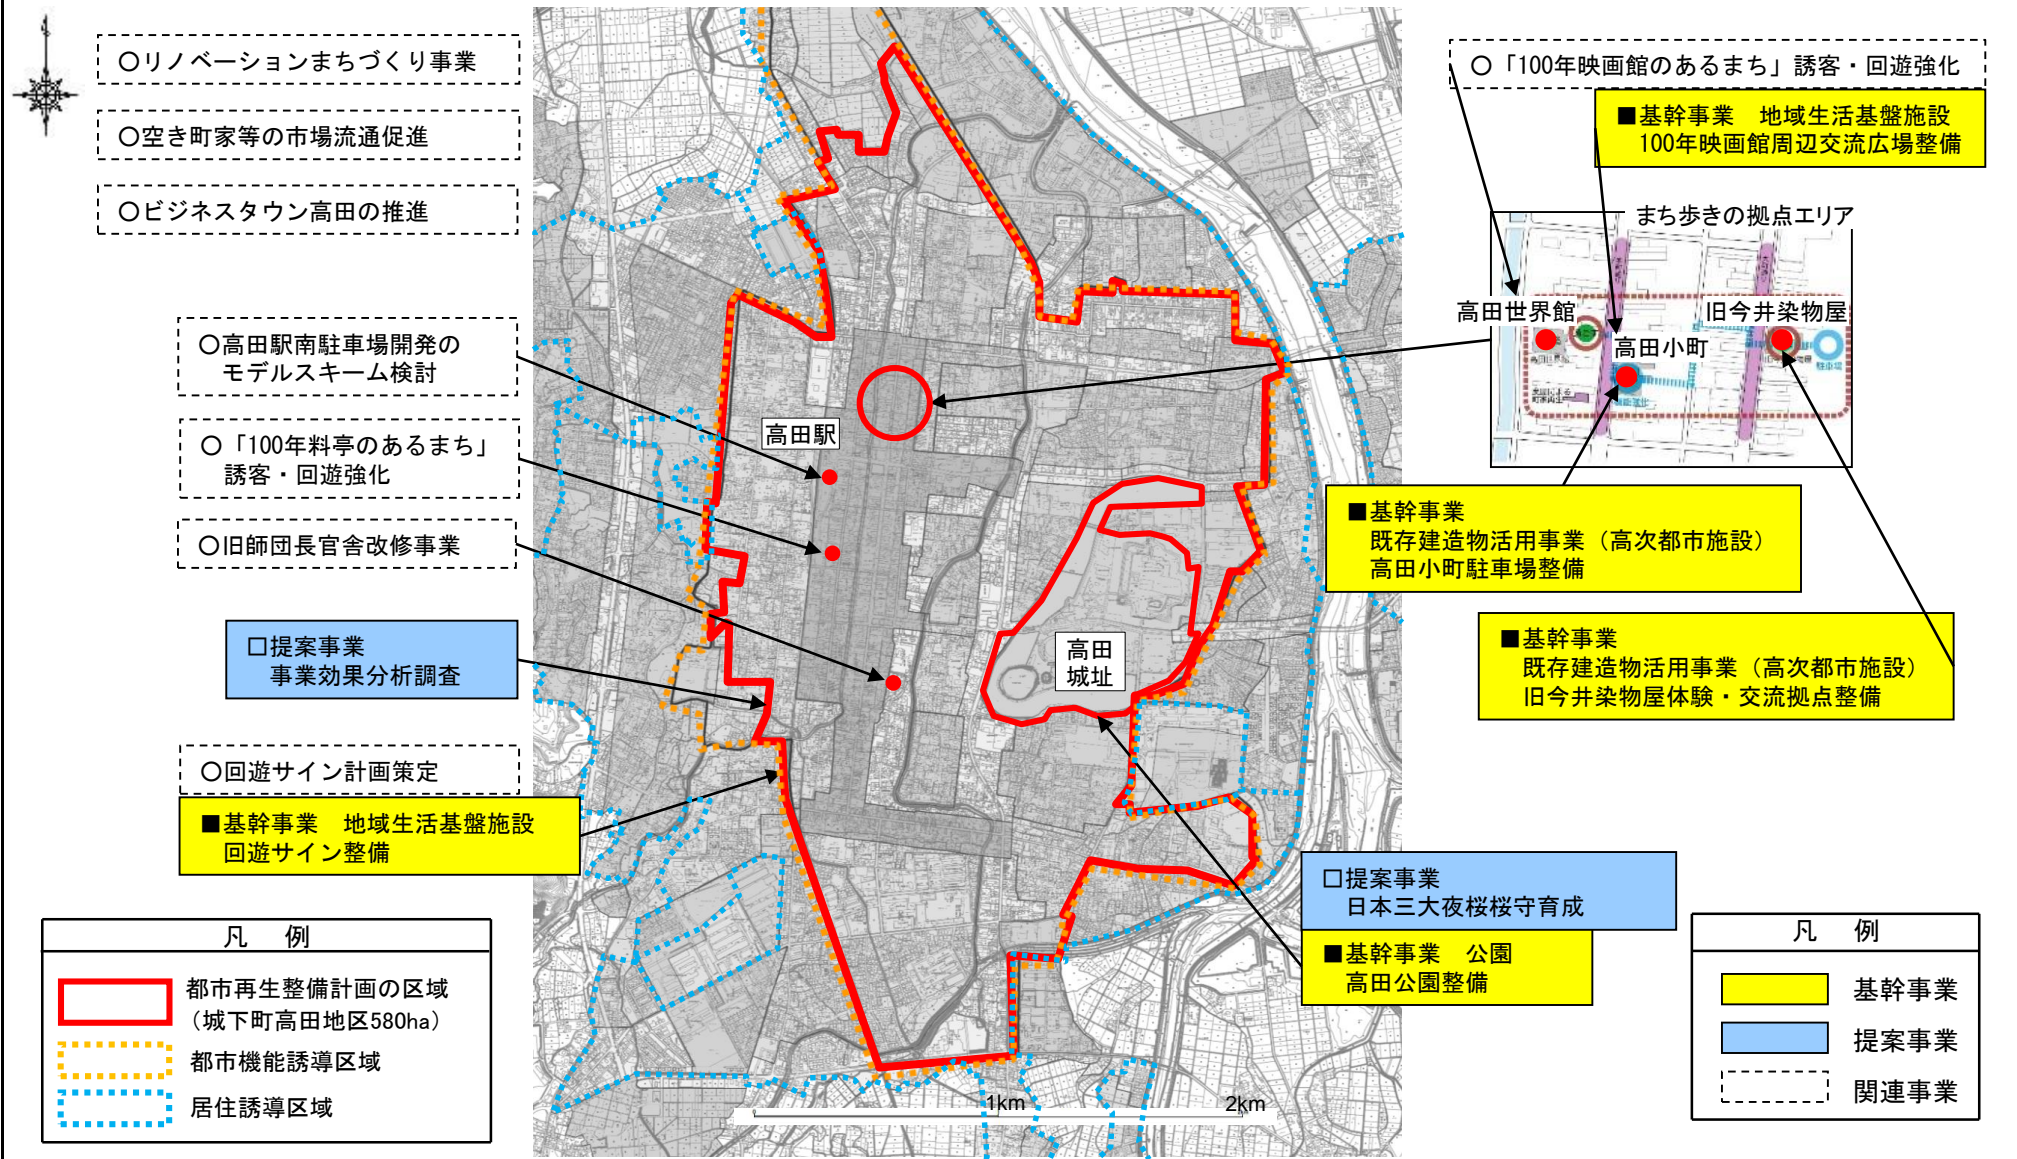 〇リノベーションまちづくり事業
〇空き町家等の市場流通促進
〇ビジネスタウン高田の推進
〇高田駅南駐車場開発の
モデルスキーム検討
〇「100年料亭のあるまち」
誘客・回遊強化
〇旧師団長官舎改修事業
□提案事業
事業効果分析調査
〇回遊サイン計画策定
■基幹事業　地域生活基盤施設
回遊サイン整備
凡　例
都市再生整備計画の区域
（城下町高田地区580ha）
都市機能誘導区域
居住誘導区域
高田駅
高田
城址
1km
2km
〇「100年映画館のあるまち」誘客・回遊強化
■基幹事業　地域生活基盤施設
100年映画館周辺交流広場整備
まち歩きの拠点エリア
高田世界館
旧今井染物屋
高田小町
駐車場
■基幹事業
既存建造物活用事業（高次都市施設）
高田小町駐車場整備
■基幹事業
既存建造物活用事業（高次都市施設）
旧今井染物屋体験・交流拠点整備
□提案事業
日本三大夜桜桜守育成
■基幹事業　公園
高田公園整備
凡　例
基幹事業
提案事業
関連事業